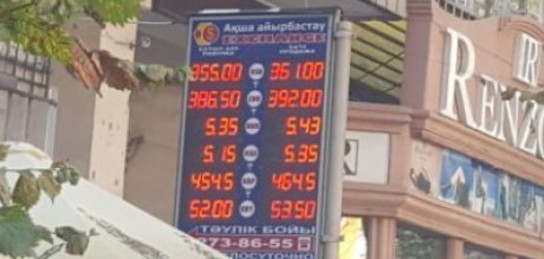 Ақша айырбастау
EXCHANGE
355.00 361.00
386.50 392.00
5.35 5.43
5.15 5.35
454.5 464.5
52.00 53.50
ТӘУЛІК БОЙЫ
273-86-55
RENZO